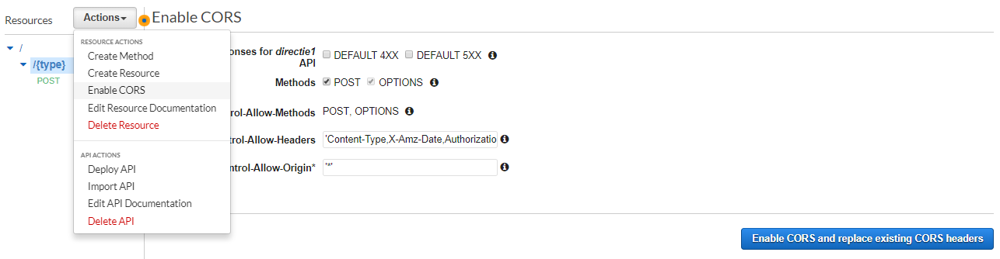 Resources
Actions
Enable CORS
/
/{type}
POST
RESOURCE ACTIONS
Create Method
Create Resource
Enable CORS
Edit Resource Documentation
Delete Resource
API ACTIONS
Deploy API
Import API
Edit API Documentation
Delete API
onses for directie1
API
DEFAULT 4XX DEFAULT 5XX
Methods POST OPTIONS
rol-Allow-Methods POST, OPTIONS
trol-Allow-Headers 'Content-Type,X-Amz-Date,Authorizatio
ntrol-Allow-Origin* '*'
Enable CORS and replace existing CORS headers